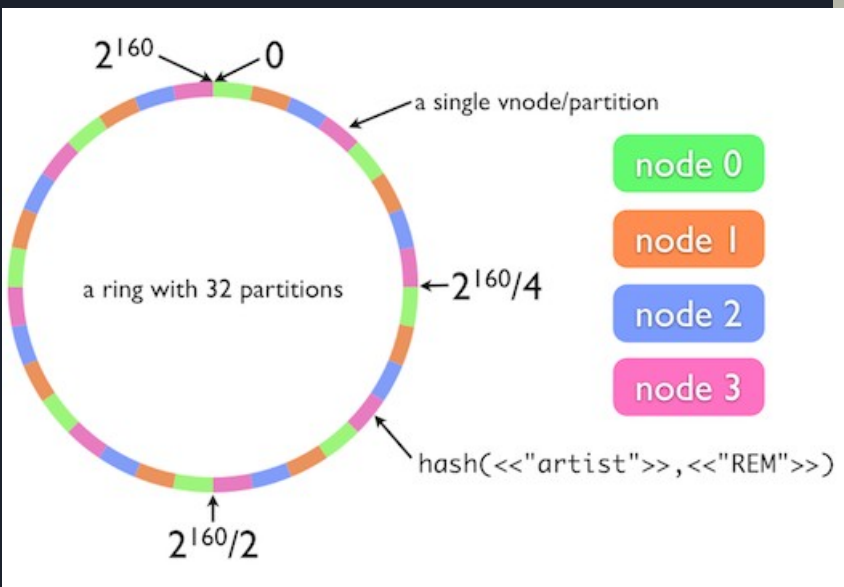 2¹⁶⁰
0
a single vnode/partition
node 0
node 1
a ring with 32 partitions
2¹⁶⁰/4
node 2
node 3
hash(<<"artist">>,<<"REM">>)
2¹⁶⁰/2